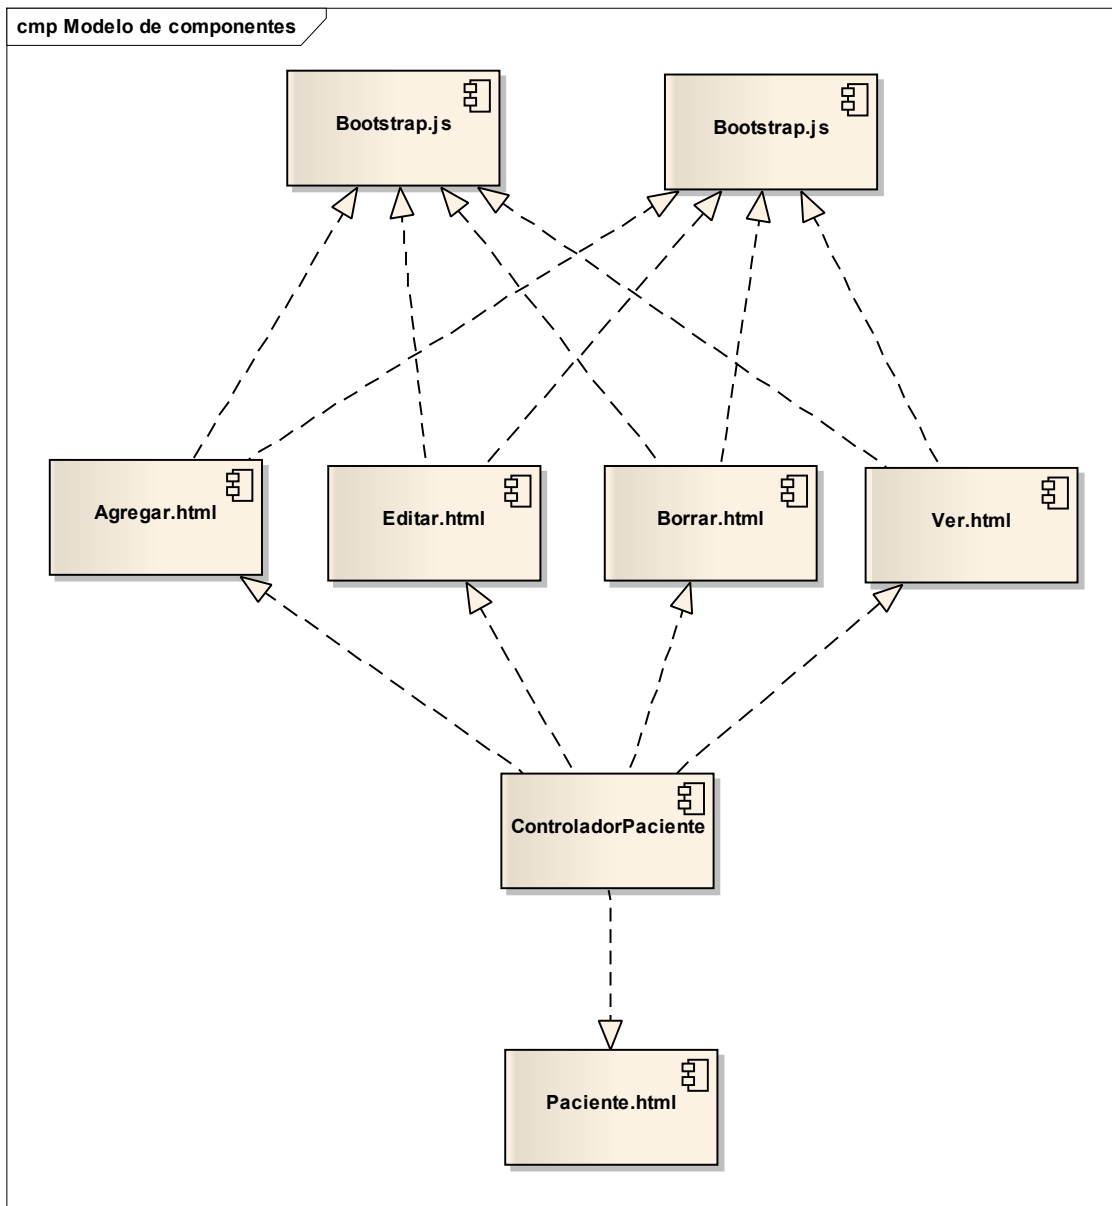 cmp Modelo de componentes
Bootstrap.js
Bootstrap.js
Agregar.html
Editar.html
Borrar.html
Ver.html
ControladorPaciente
Paciente.html